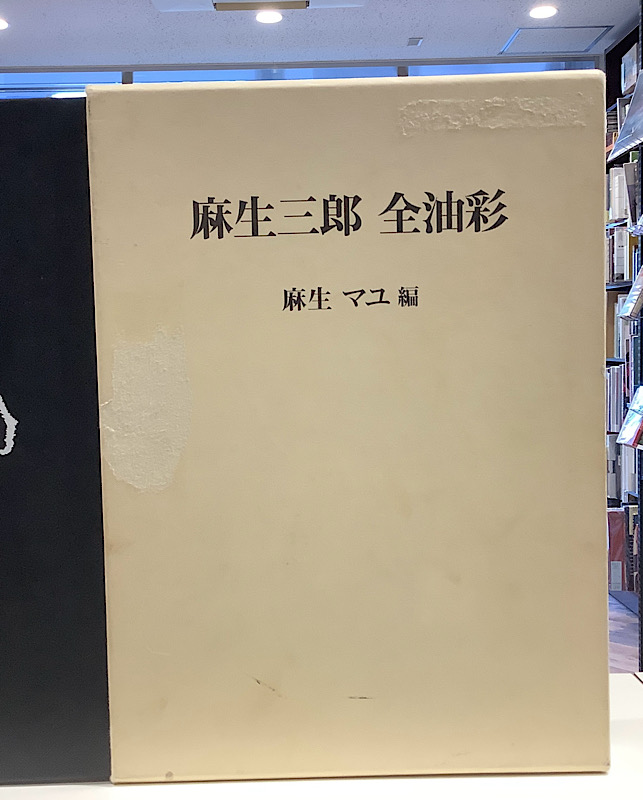 麻生三郎 全油彩
麻生 マユ 編